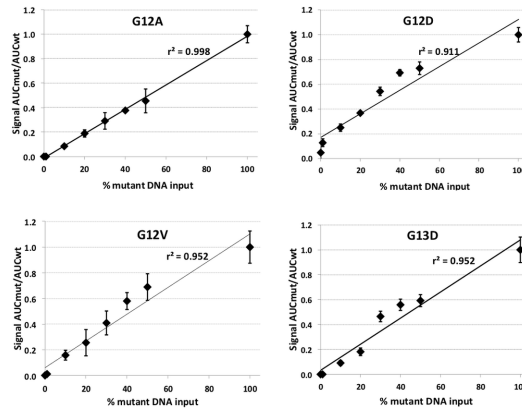 G12A
r² = 0.998
Signal AUCmut/AUCwt
1.2
1.0
0.8
0.6
0.4
0.2
0.0
0 20 40 60 80 100
% mutant DNA input
G12D
r² = 0.911
Signal AUCmut/AUCwt
1.2
1.0
0.8
0.6
0.4
0.2
0.0
0 20 40 60 80 100
% mutant DNA input
G12V
r² = 0.952
Signal AUCmut/AUCwt
1.2
1.0
0.8
0.6
0.4
0.2
0.0
0 20 40 60 80 100
% mutant DNA input
G13D
r² = 0.952
Signal AUCmut/AUCwt
1.2
1.0
0.8
0.6
0.4
0.2
0.0
0 20 40 60 80 100
% mutant DNA input